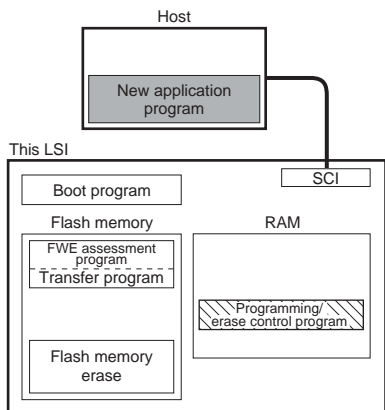 Host
New application
program
This LSI
SCI
Boot program
Flash memory
RAM
FWE assessment
program
Transfer program
Programming/
erase control program
Flash memory
erase